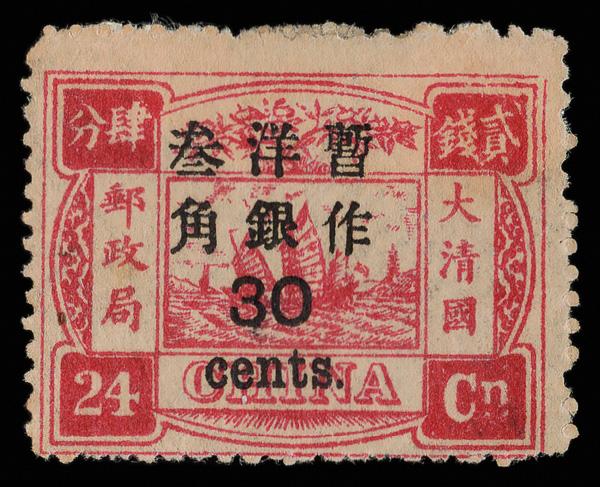 貳錢
肆分
大清國
郵政局
暫作
洋銀
叁角
30
cents.
CHINA
24
Cn